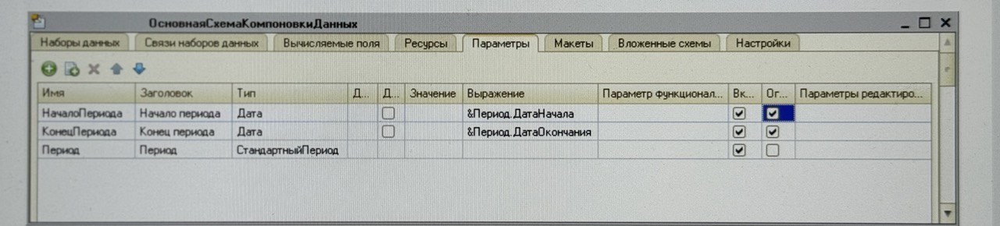 ОсновнаяСхемаКомпоновкиДанных
Наборы данных Связи наборов данных Вычисляемые поля Ресурсы Параметры Макеты Вложенные схемы Настройки
Имя Заголовок Тип Д... Д... Значение Выражение Параметр функционал... Вк... Ог... Параметры редактиро...
НачалоПериода Начало периода Дата &Период.ДатаНачала
КонецПериода Конец периода Дата &Период.ДатаОкончания
Период Период СтандартныйПериод